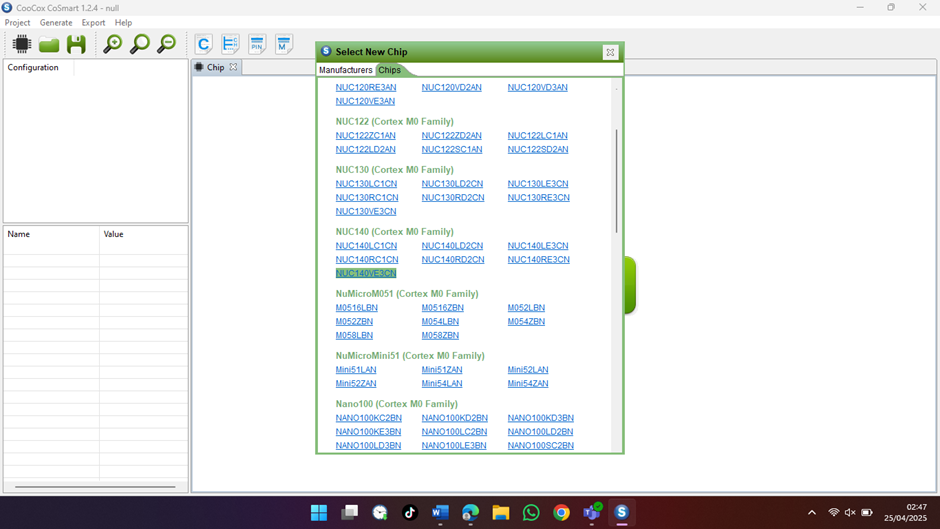 CooCox CoSmart 1.2.4 - null
Project Generate Export Help
Configuration
Chip
Name Value
Select New Chip
Manufacturers Chips
NUC120RE3AN NUC120VD2AN NUC120VD3AN
NUC120VE3AN
NUC122 (Cortex M0 Family)
NUC122ZC1AN NUC122ZD2AN NUC122LC1AN
NUC122LD2AN NUC122SC1AN NUC122SD2AN
NUC130 (Cortex M0 Family)
NUC130LC1CN NUC130LD2CN NUC130LE3CN
NUC130RC1CN NUC130RD2CN NUC130RE3CN
NUC130VE3CN
NUC140 (Cortex M0 Family)
NUC140LC1CN NUC140LD2CN NUC140LE3CN
NUC140RC1CN NUC140RD2CN NUC140RE3CN
NUC140VE3CN
NuMicroM051 (Cortex M0 Family)
M0516LBN M0516ZBN M052LBN
M052ZBN M054LBN M054ZBN
M058LBN M058ZBN
NuMicroMini51 (Cortex M0 Family)
Mini51LAN Mini51ZAN Mini52LAN
Mini52ZAN Mini54LAN Mini54ZAN
Nano100 (Cortex M0 Family)
NANO100KC2BN NANO100KD2BN NANO100KD3BN
NANO100KE3BN NANO100LC2BN NANO100LD2BN
NANO100LD3BN NANO100LE3BN NANO100SC2BN
02:47
25/04/2025